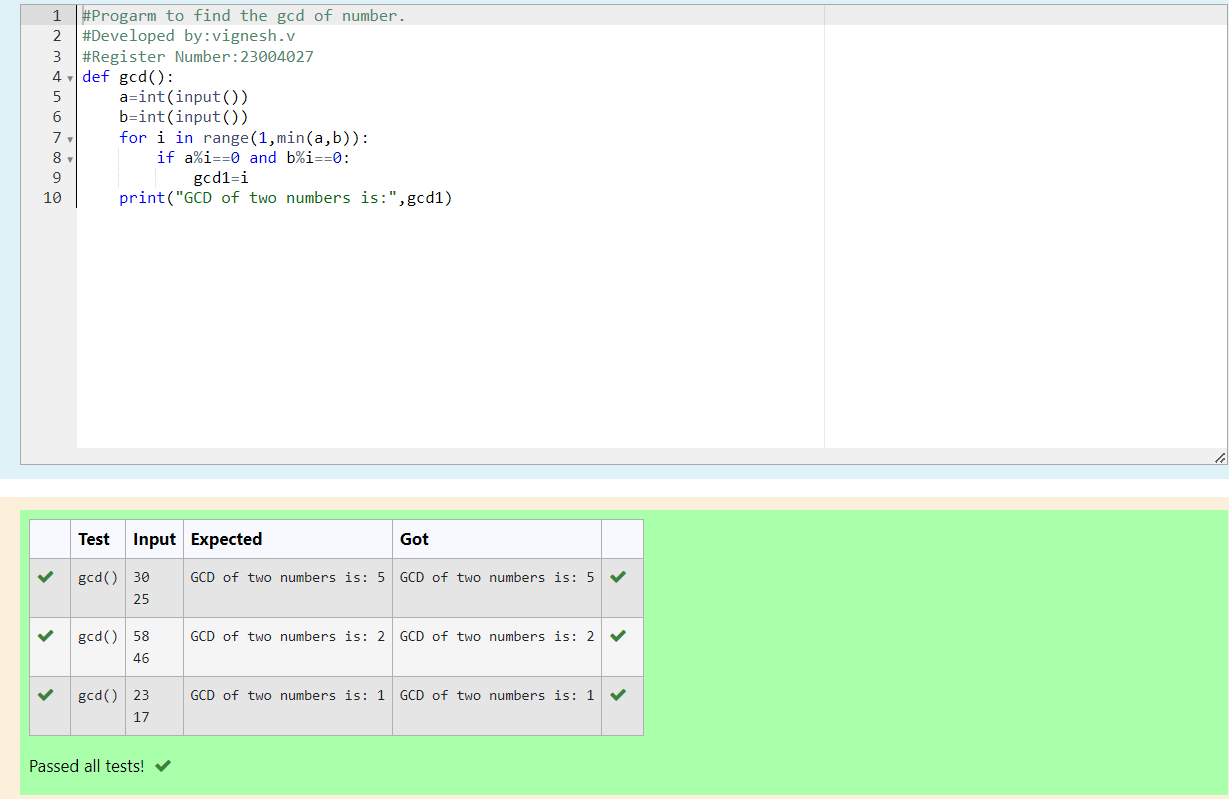 1 #Progarm to find the gcd of number.
2 #Developed by:vignesh.v
3 #Register Number:23004027
4 def gcd():
5     a=int(input())
6     b=int(input())
7     for i in range(1,min(a,b)):
8         if a%i==0 and b%i==0:
9             gcd1=i
10     print("GCD of two numbers is:",gcd1)
Test Input Expected Got
gcd() 30 GCD of two numbers is: 5 GCD of two numbers is: 5
25
gcd() 58 GCD of two numbers is: 2 GCD of two numbers is: 2
46
gcd() 23 GCD of two numbers is: 1 GCD of two numbers is: 1
17
Passed all tests!